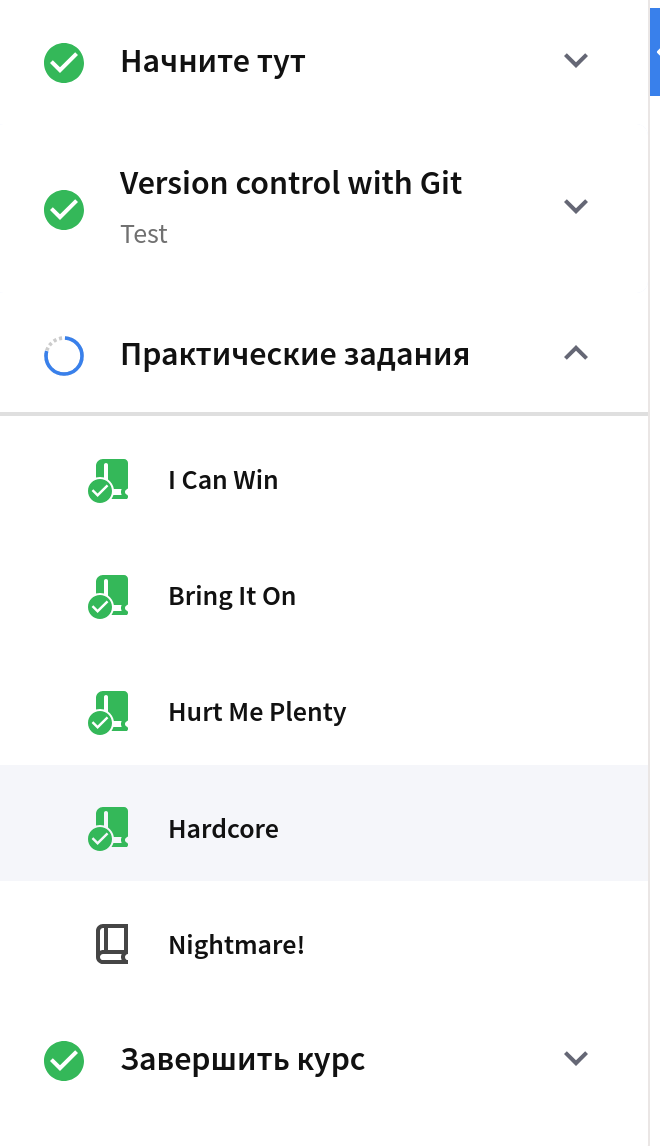 Начните тут
Version control with Git
Test
Практические задания
I Can Win
Bring It On
Hurt Me Plenty
Hardcore
Nightmare!
Завершить курс